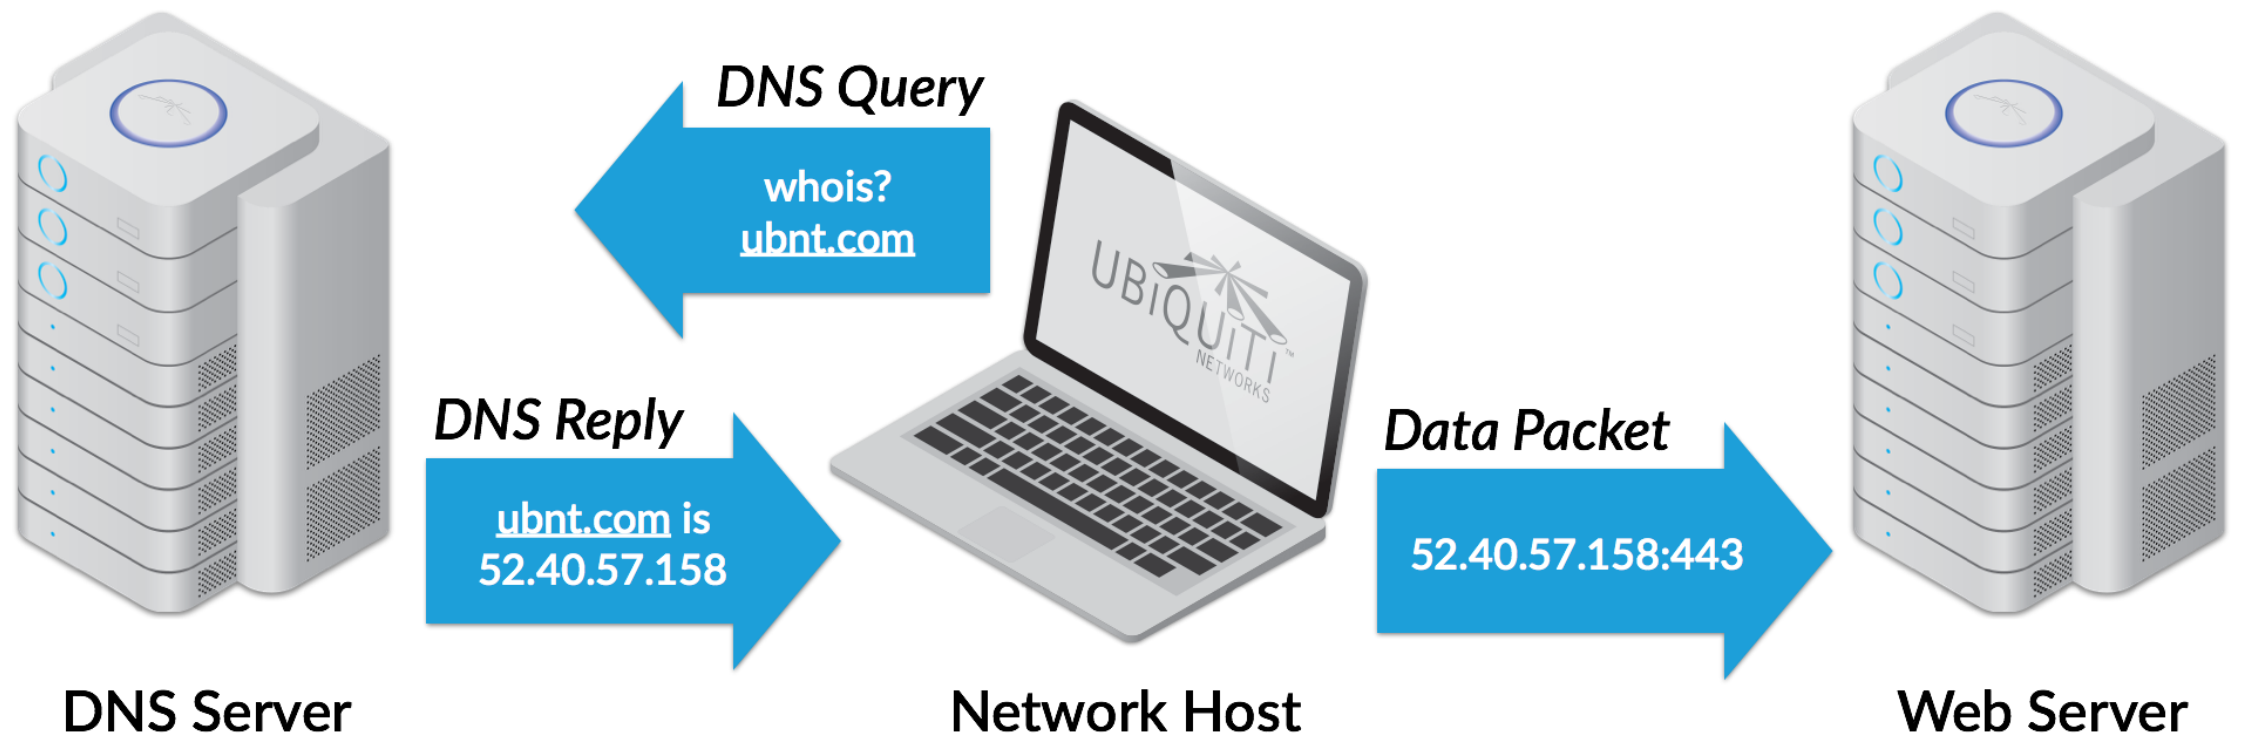 DNS Query
whois?
ubnt.com
UBiQUiTi™
NETWORKS
DNS Reply
ubnt.com is
52.40.57.158
Data Packet
52.40.57.158:443
DNS Server
Network Host
Web Server